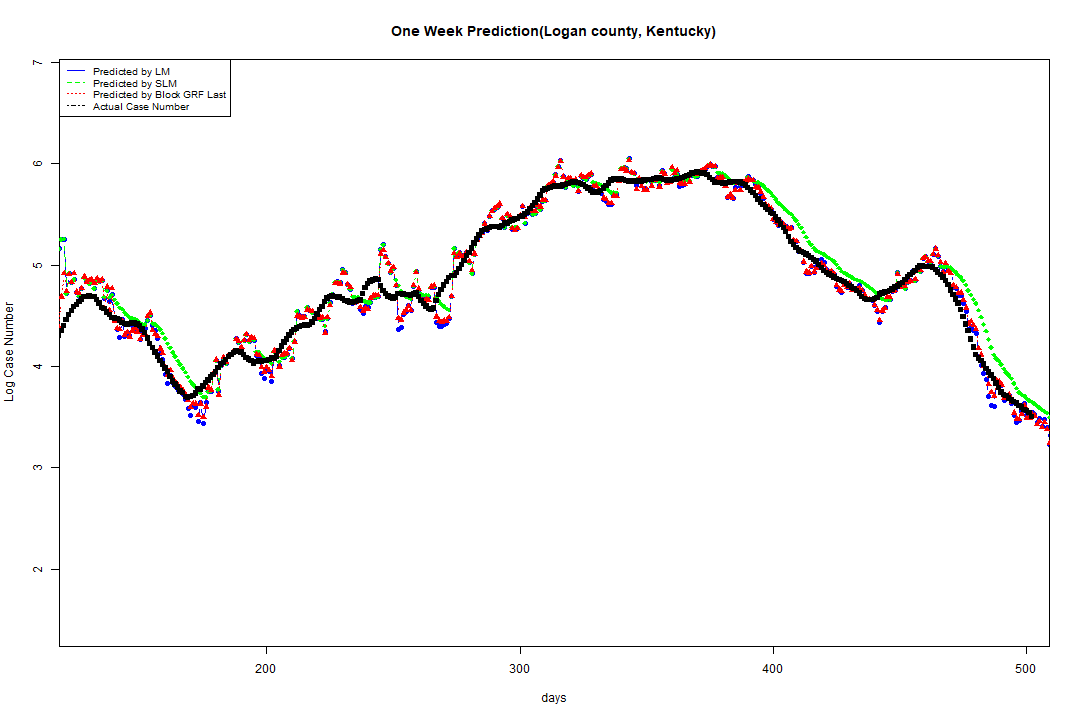 One Week Prediction(Logan county, Kentucky)
Predicted by LM
Predicted by SLM
Predicted by Block GRF Last
Actual Case Number
7
6
5
4
3
2
Log Case Number
200 300 400 500
days